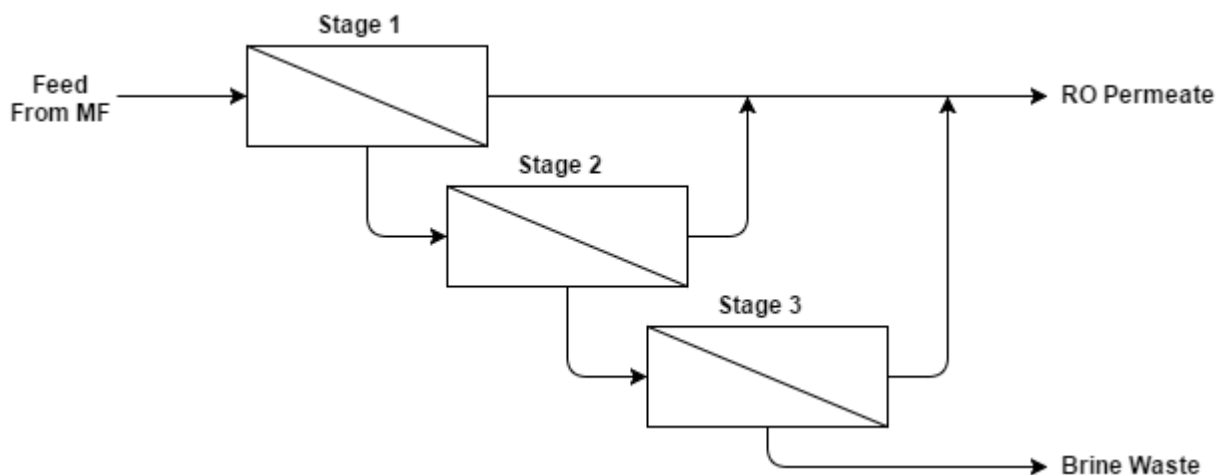 Stage 1
Feed
From MF
RO Permeate
Stage 2
Stage 3
Brine Waste